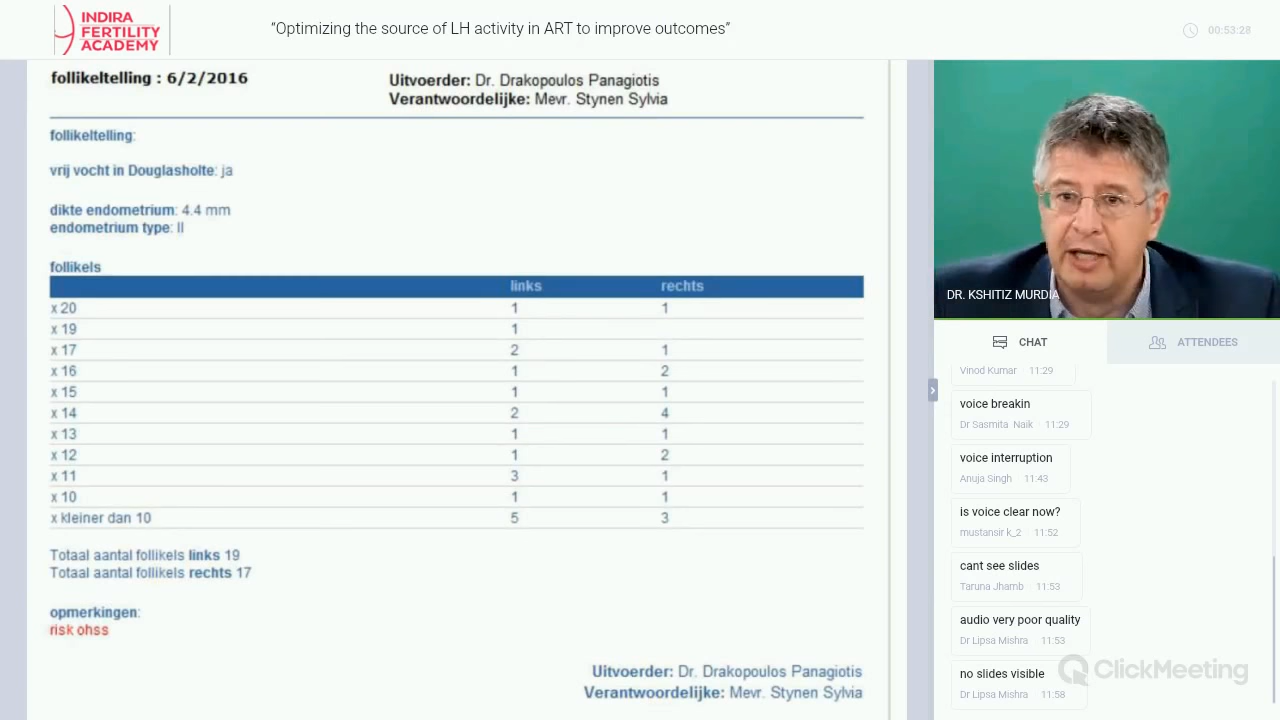 INDIRA
FERTILITY
ACADEMY
“Optimizing the source of LH activity in ART to improve outcomes”
00:53:28
follikeltelling : 6/2/2016
Uitvoerder: Dr. Drakopoulos Panagiotis
Verantwoordelijke: Mevr. Stynen Sylvia
follikeltelling:
vrij vocht in Douglasholte: ja
dikte endometrium: 4.4 mm
endometrium type: II
follikels
links rechts
x 20 1 1
x 19 1
x 17 2 1
x 16 1 2
x 15 1 1
x 14 2 4
x 13 1 1
x 12 1 2
x 11 3 1
x 10 1 1
x kleiner dan 10 5 3
Totaal aantal follikels links 19
Totaal aantal follikels rechts 17
opmerkingen:
risk ohss
Uitvoerder: Dr. Drakopoulos Panagiotis
Verantwoordelijke: Mevr. Stynen Sylvia
DR. KSHITIZ MURDIA
CHAT ATTENDEES
Vinod Kumar 11:29
voice breakin
Dr Sasmita Naik 11:29
voice interruption
Anuja Singh 11:43
is voice clear now?
mustansir k_2 11:52
cant see slides
Taruna Jhamb 11:53
audio very poor quality
Dr Lipsa Mishra 11:53
no slides visible
Dr Lipsa Mishra 11:58
ClickMeeting